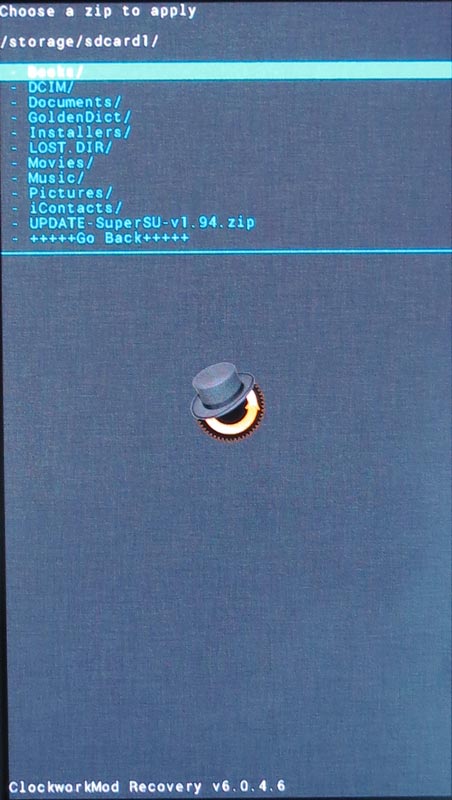 Choose a zip to apply
/storage/sdcard1/
- Books/
- DCIM/
- Documents/
- GoldenDict/
- Installers/
- LOST.DIR/
- Movies/
- Music/
- Pictures/
- iContacts/
- UPDATE-SuperSU-v1.94.zip
- +++++Go Back+++++
ClockworkMod Recovery v6.0.4.6